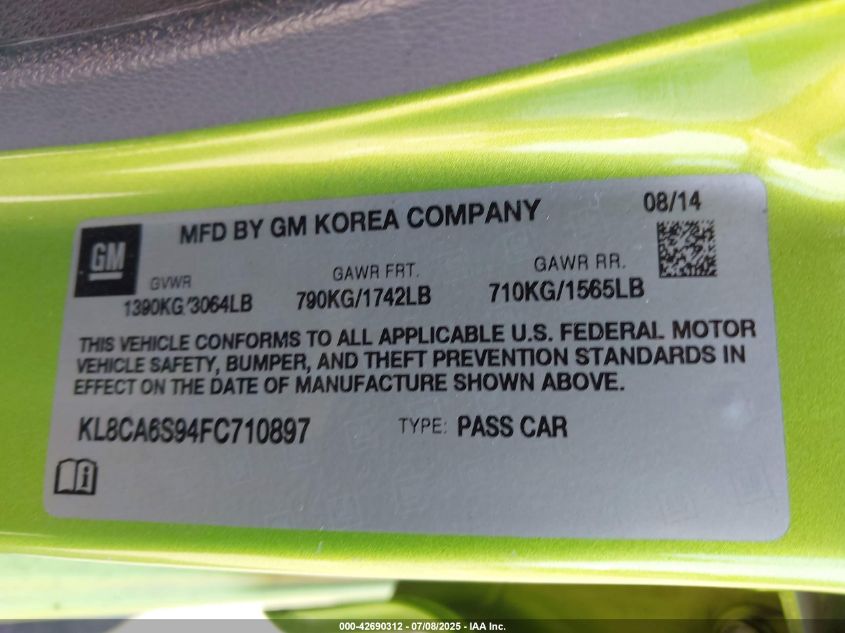 GM
MFD BY GM KOREA COMPANY
08/14
GVWR
1390KG/3064LB
GAWR FRT.
790KG/1742LB
GAWR RR.
710KG/1565LB
THIS VEHICLE CONFORMS TO ALL APPLICABLE U.S. FEDERAL MOTOR
VEHICLE SAFETY, BUMPER, AND THEFT PREVENTION STANDARDS IN
EFFECT ON THE DATE OF MANUFACTURE SHOWN ABOVE.
KL8CA6S94FC710897
TYPE: PASS CAR
000-42690312 - 07/08/2025 - IAA Inc.